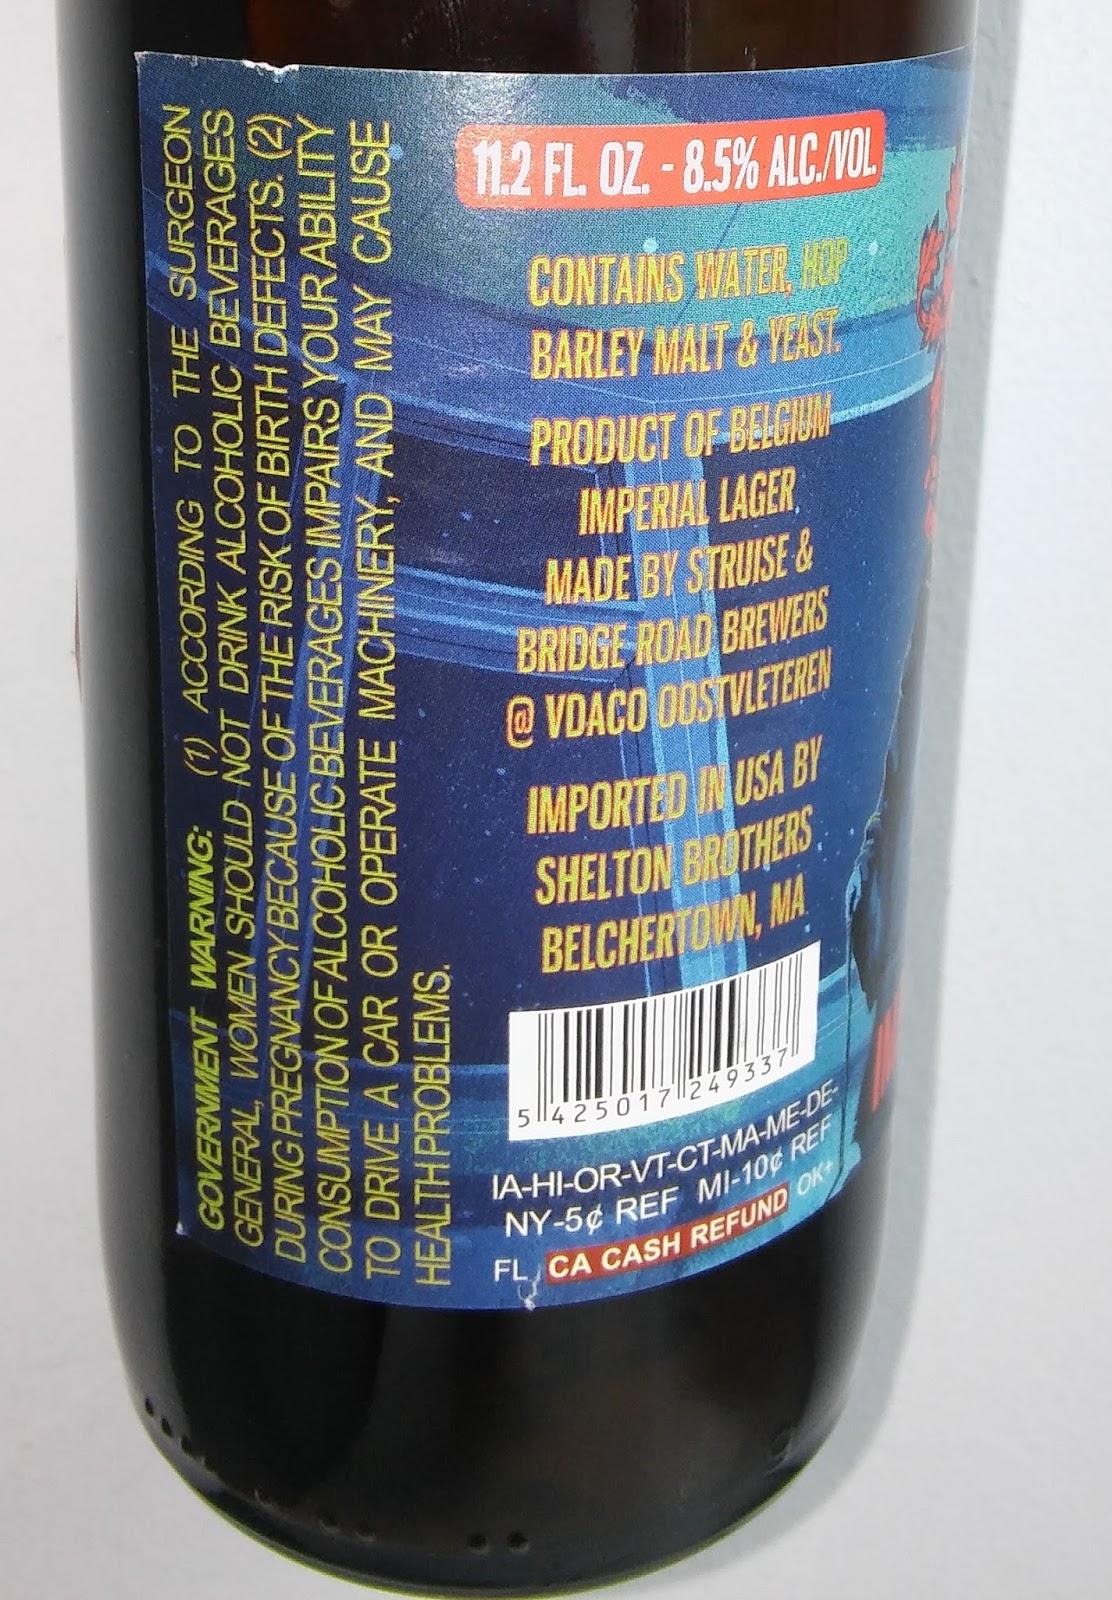 GOVERNMENT WARNING: (1) ACCORDING TO THE SURGEON
GENERAL, WOMEN SHOULD NOT DRINK ALCOHOLIC BEVERAGES
DURING PREGNANCY BECAUSE OF THE RISK OF BIRTH DEFECTS. (2)
CONSUMPTION OF ALCOHOLIC BEVERAGES IMPAIRS YOUR ABILITY
TO DRIVE A CAR OR OPERATE MACHINERY, AND MAY CAUSE
HEALTH PROBLEMS.
11.2 FL. OZ. - 8.5% ALC./VOL.
CONTAINS WATER, HOP
BARLEY MALT & YEAST.
PRODUCT OF BELGIUM
IMPERIAL LAGER
MADE BY STRUISE &
BRIDGE ROAD BREWERS
@ VDACO OOSTVLETEREN
IMPORTED IN USA BY
SHELTON BROTHERS
BELCHERTOWN, MA
5 425017 249337
IA-HI-OR-VT-CT-MA-ME-DE-
NY-5¢ REF MI-10¢ REF
FL CA CASH REFUND OK+